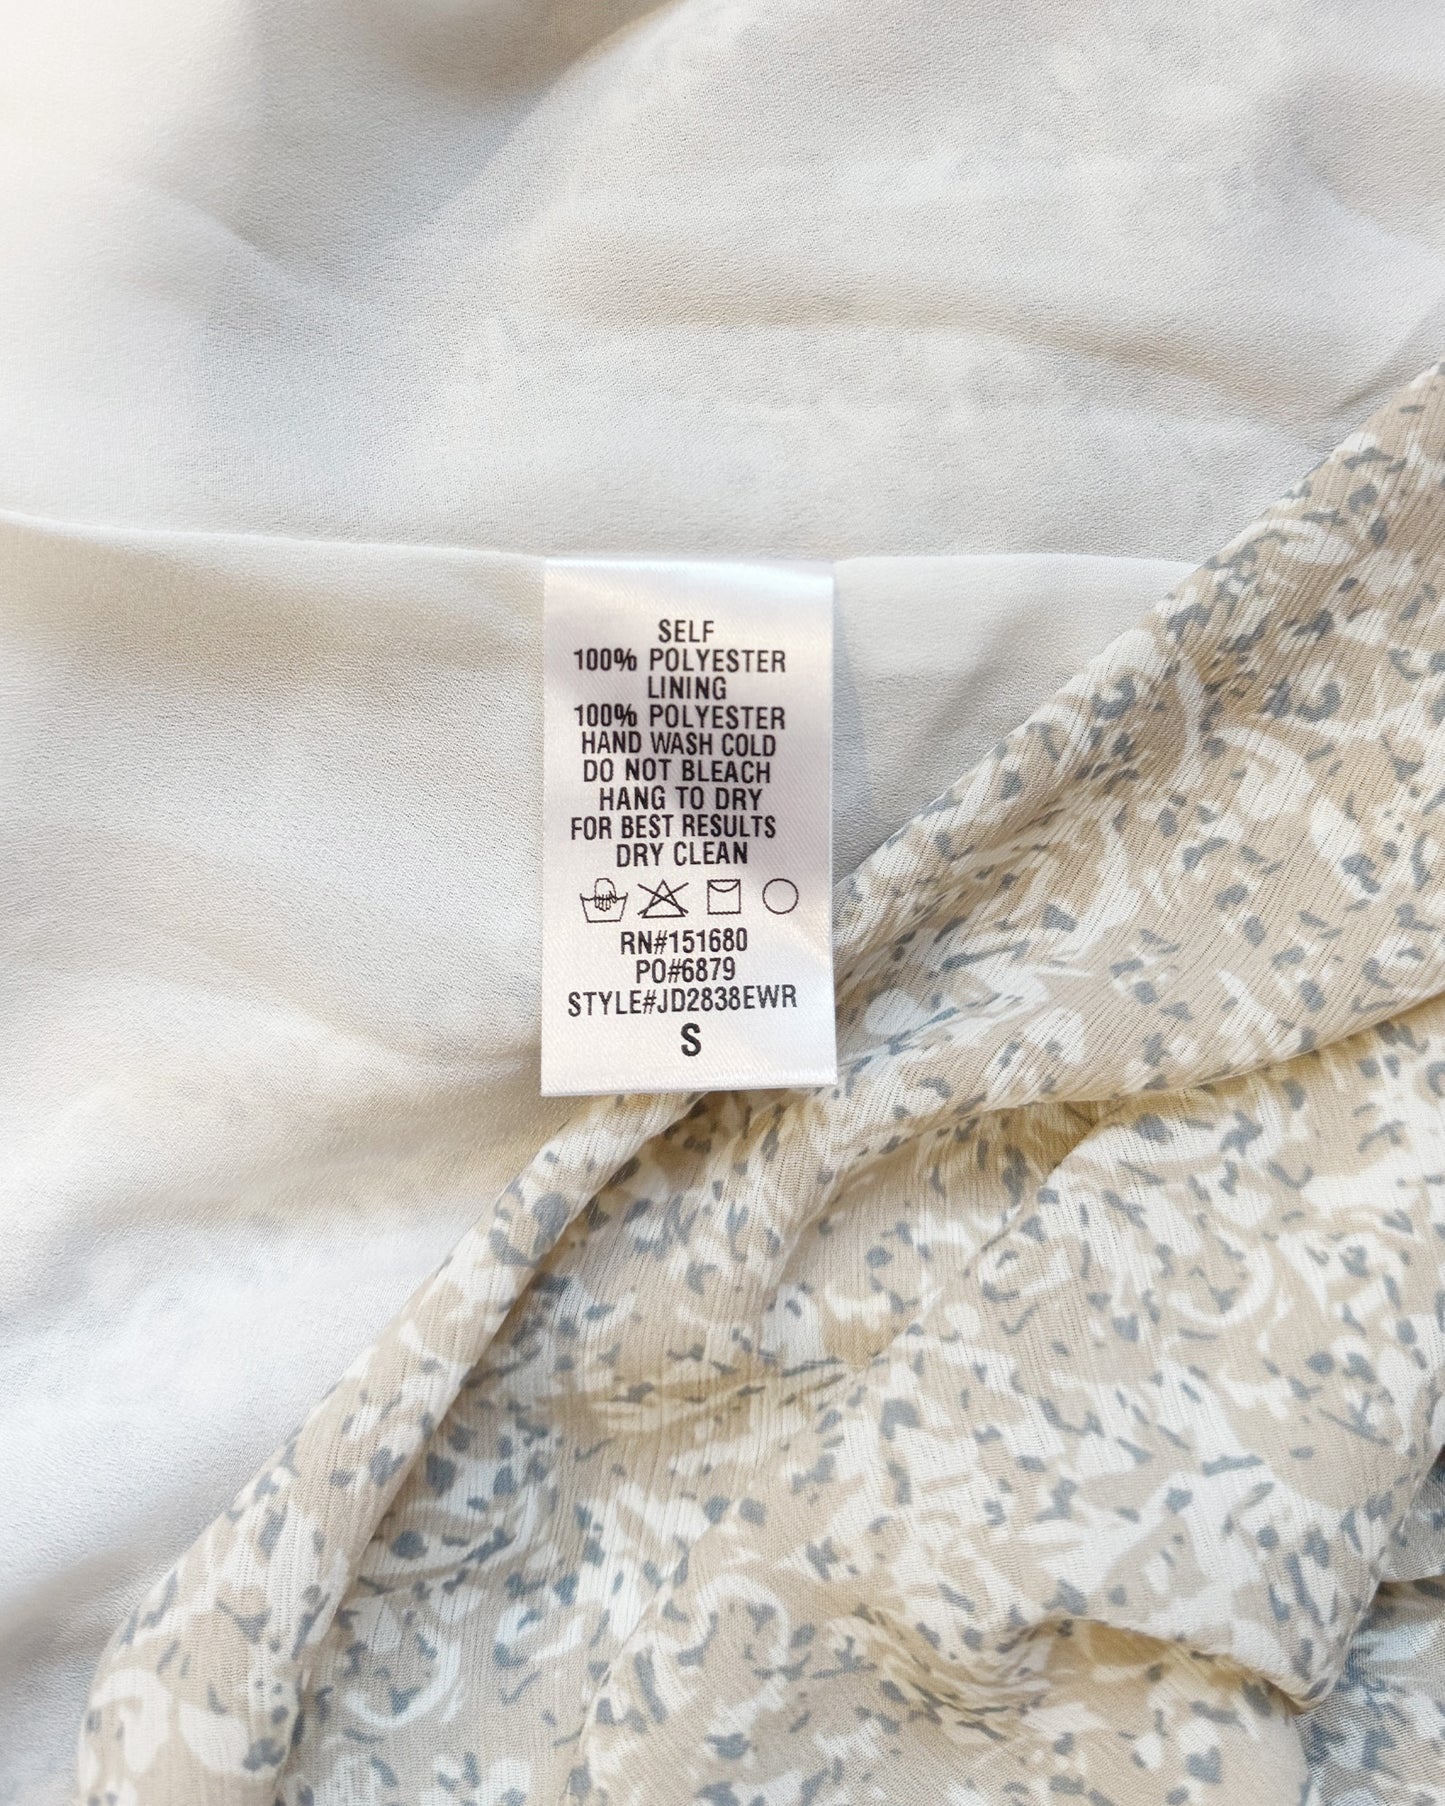 SELF
100% POLYESTER
LINING
100% POLYESTER
HAND WASH COLD
DO NOT BLEACH
HANG TO DRY
FOR BEST RESULTS
DRY CLEAN
RN#151680
PO#6879
STYLE#JD2838EWR
S